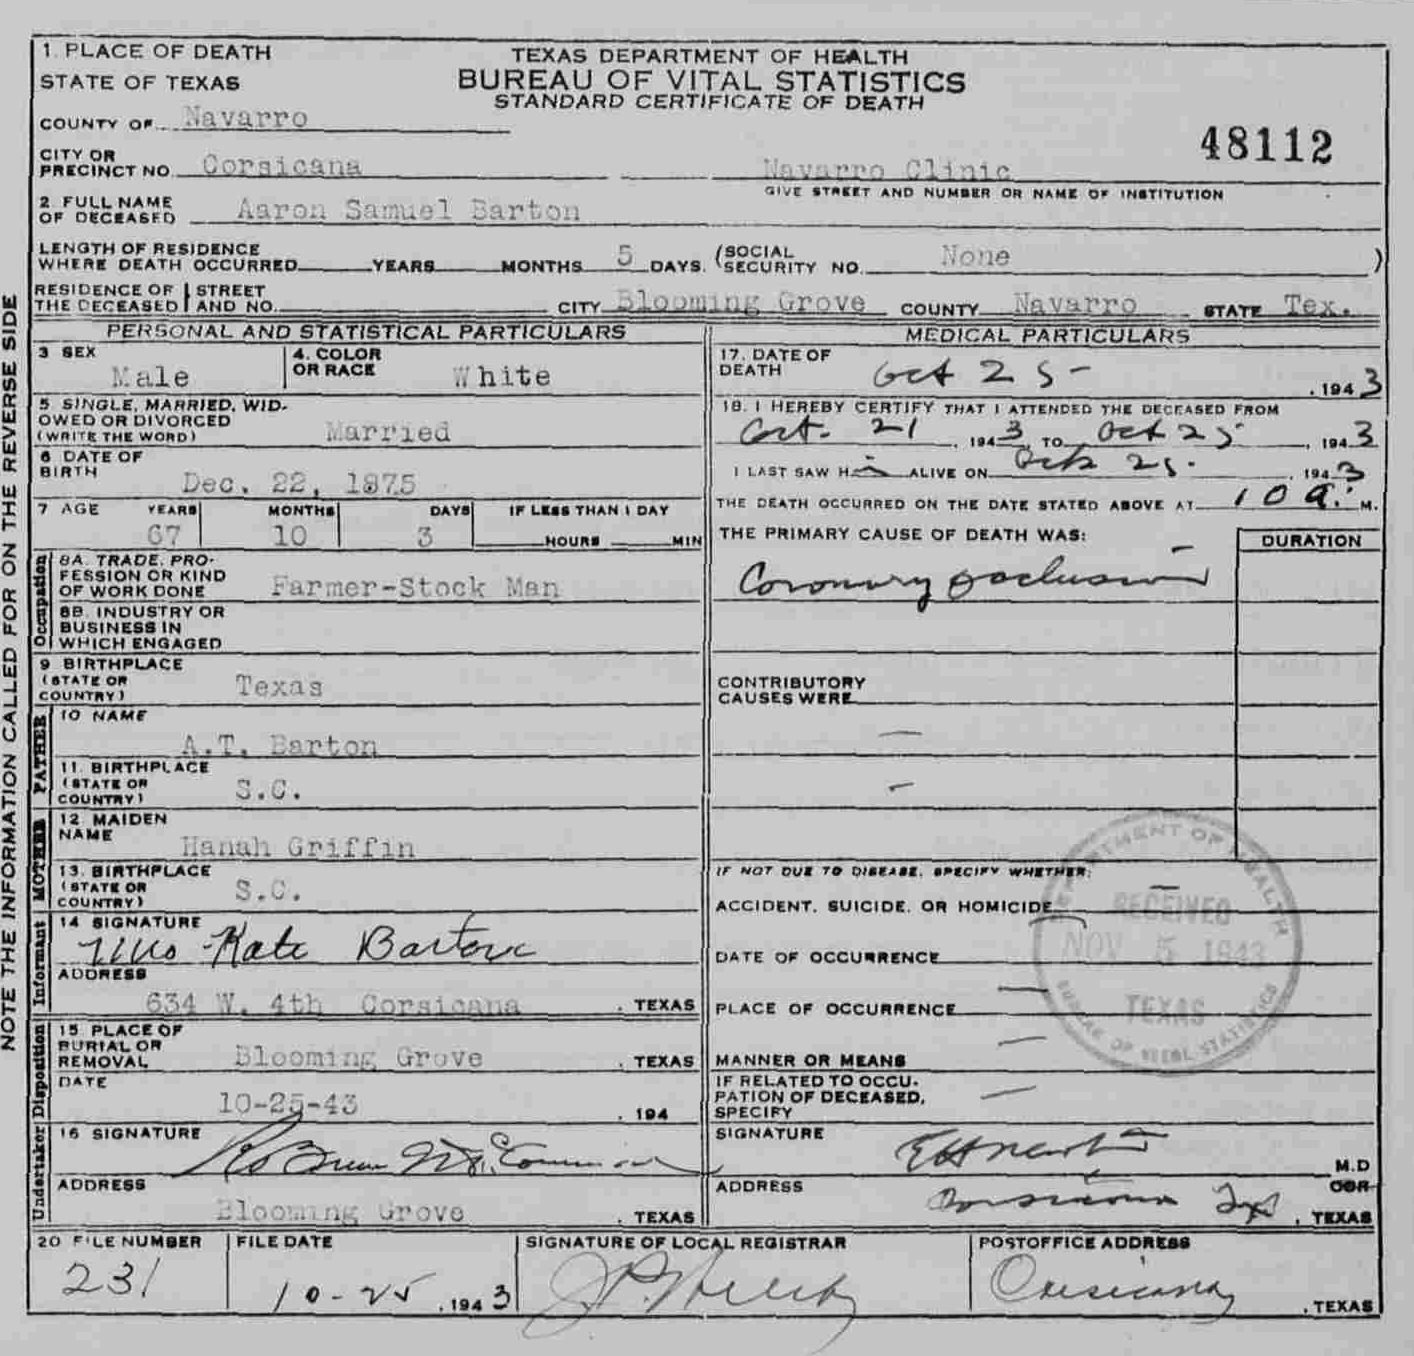 NOTE THE INFORMATION CALLED FOR ON THE REVERSE SIDE
1. PLACE OF DEATH
STATE OF TEXAS
TEXAS DEPARTMENT OF HEALTH
BUREAU OF VITAL STATISTICS
STANDARD CERTIFICATE OF DEATH
COUNTY OF Navarro
48112
CITY OR
PRECINCT NO. Corsicana Navarro Clinic
GIVE STREET AND NUMBER OR NAME OF INSTITUTION
2. FULL NAME
OF DECEASED Aaron Samuel Barton
LENGTH OF RESIDENCE
WHERE DEATH OCCURRED YEARS MONTHS 5 DAYS. (SOCIAL
SECURITY NO. None )
RESIDENCE OF STREET
THE DECEASED AND NO. CITY Blooming Grove COUNTY Navarro STATE Tex.
PERSONAL AND STATISTICAL PARTICULARS
3 SEX
Male
4. COLOR
OR RACE White
5 SINGLE, MARRIED, WID-
OWED OR DIVORCED
(WRITE THE WORD) Married
6 DATE OF
BIRTH Dec. 22, 1875
7 AGE YEARS MONTHS DAYS IF LESS THAN 1 DAY
67 10 3 HOURS MIN
Occupation
8A. TRADE, PRO-
FESSION OR KIND
OF WORK DONE Farmer-Stock Man
8B. INDUSTRY OR
BUSINESS IN
WHICH ENGAGED
9 BIRTHPLACE
(STATE OR
COUNTRY) Texas
FATHER
10 NAME
A.T. Barton
11. BIRTHPLACE
(STATE OR
COUNTRY) S.C.
MOTHER
12 MAIDEN
NAME Hanah Griffin
13. BIRTHPLACE
(STATE OR
COUNTRY) S.C.
Informant
14 SIGNATURE
Mrs Kate Barton
ADDRESS
634 W. 4th Corsicana , TEXAS
Disposition
15 PLACE OF
BURIAL OR
REMOVAL Blooming Grove , TEXAS
DATE
10-25-43 , 194
Undertaker
16 SIGNATURE
ADDRESS
Blooming Grove , TEXAS
MEDICAL PARTICULARS
17. DATE OF
DEATH Oct 25- , 1943
18. I HEREBY CERTIFY THAT I ATTENDED THE DECEASED FROM
Oct. 21 , 1943, TO Oct 25 , 1943
I LAST SAW H ALIVE ON Oct 25. , 1943
THE DEATH OCCURRED ON THE DATE STATED ABOVE AT 10 a. M.
THE PRIMARY CAUSE OF DEATH WAS: DURATION
Coronary occlusion
CONTRIBUTORY
CAUSES WERE
—
—
IF NOT DUE TO DISEASE, SPECIFY WHETHER:
ACCIDENT, SUICIDE, OR HOMICIDE —
DATE OF OCCURRENCE
PLACE OF OCCURRENCE —
MANNER OR MEANS —
IF RELATED TO OCCU-
PATION OF DECEASED,
SPECIFY —
DEPARTMENT OF HEALTH
RECEIVED
NOV 5 1943
TEXAS
BUREAU OF VITAL STATISTICS
SIGNATURE
M.D
ADDRESS Corsicana Tex , TEXAS
20 FILE NUMBER
231
FILE DATE
10-25 , 1943
SIGNATURE OF LOCAL REGISTRAR
POSTOFFICE ADDRESS
Corsicana
, TEXAS